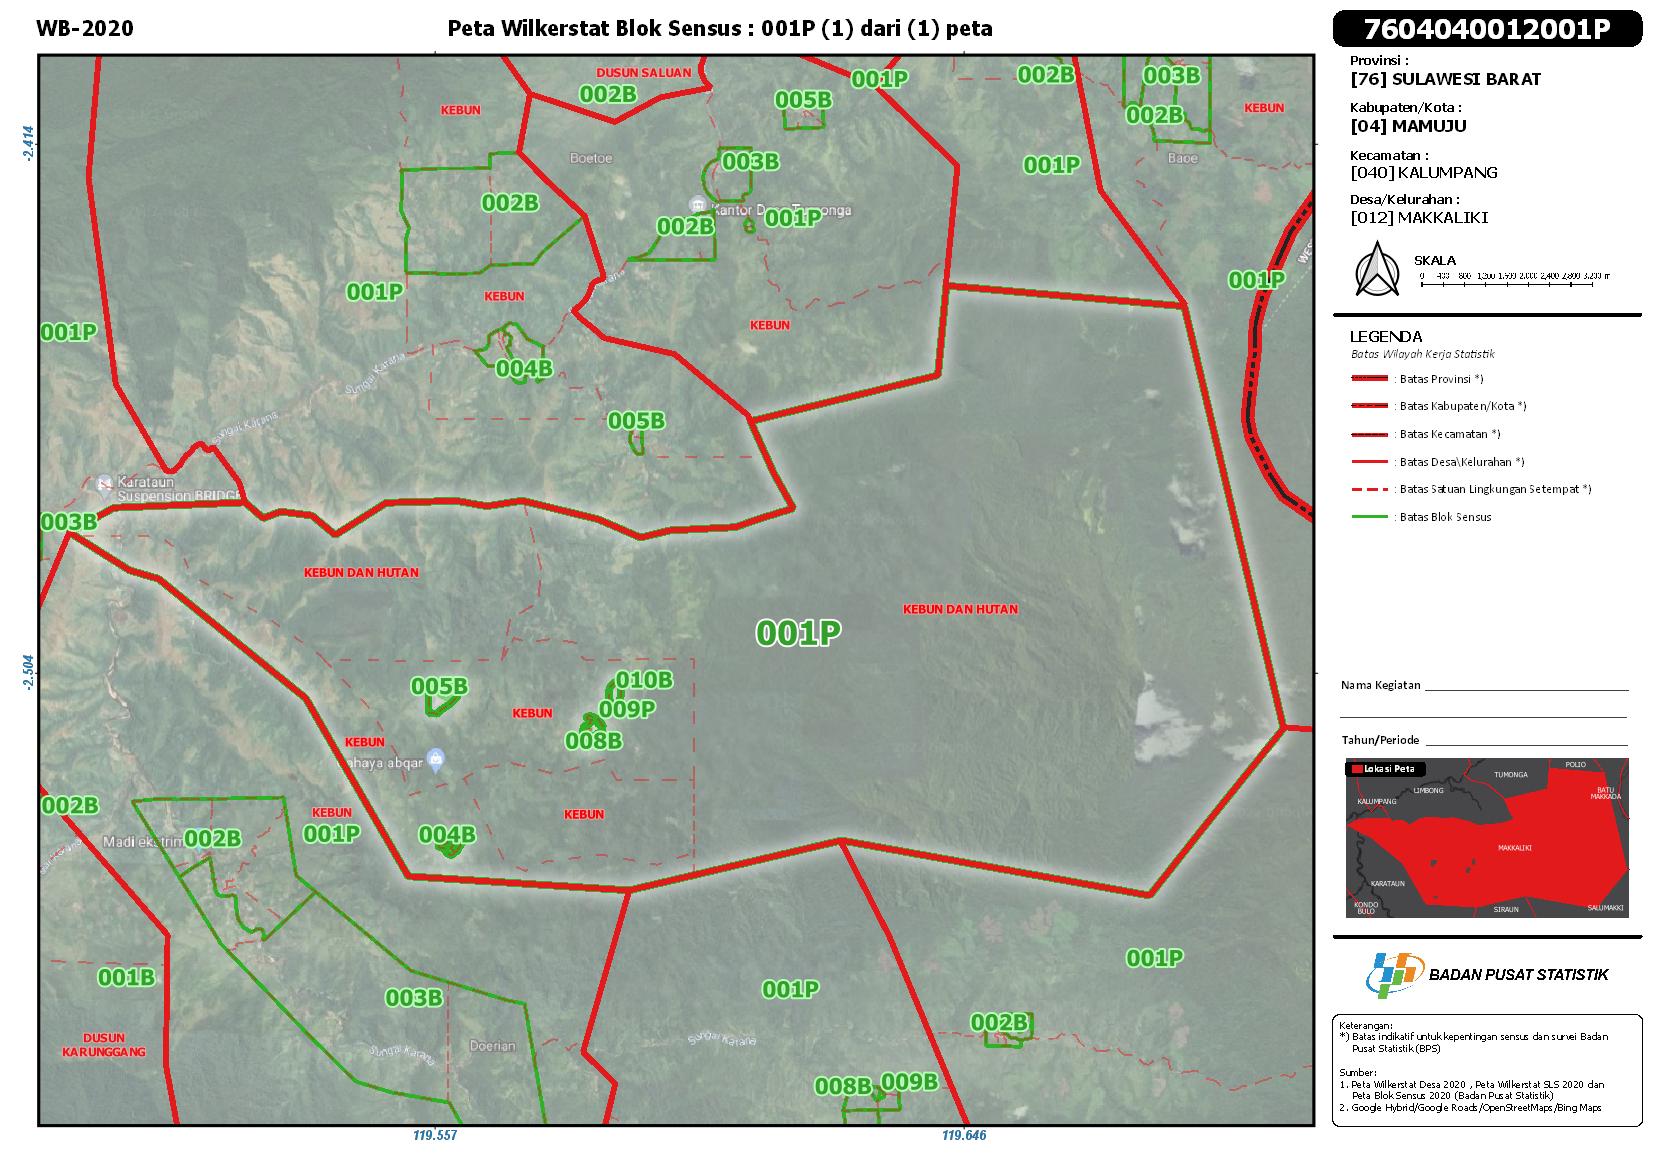 WB-2020
Peta Wilkerstat Blok Sensus : 001P (1) dari (1) peta
7604040012001P
Provinsi :
[76] SULAWESI BARAT
Kabupaten/Kota :
[04] MAMUJU
Kecamatan :
[040] KALUMPANG
Desa/Kelurahan :
[012] MAKKALIKI
SKALA
0 400 800 1,200 1,600 2,000 2,400 2,800 3,200 m
LEGENDA
Batas Wilayah Kerja Statistik
: Batas Provinsi *)
: Batas Kabupaten/Kota *)
: Batas Kecamatan *)
: Batas Desa\Kelurahan *)
: Batas Satuan Lingkungan Setempat *)
: Batas Blok Sensus
Nama Kegiatan
Tahun/Periode
Lokasi Peta
POLIO
TUMONGA
LIMBONG
BATU
MAKKADA
KALUMPANG
MAKKALIKI
KARATAUN
KONDO
BULO
SIRAUN
SALUMAKKI
BADAN PUSAT STATISTIK
Keterangan:
*) Batas indikatif untuk kepentingan sensus dan survei Badan
Pusat Statistik (BPS)
Sumber:
1. Peta Wilkerstat Desa 2020 , Peta Wilkerstat SLS 2020 dan
Peta Blok Sensus 2020 (Badan Pusat Statistik)
2. Google Hybrid/Google Roads/OpenStreetMaps/Bing Maps
DUSUN SALUAN
002B
001P
002B
003B
KEBUN
005B
002B
KEBUN
Boetoe
003B
001P
Baoe
002B
Kantor
002B
001P
001P
KEBUN
001P
001P
KEBUN
004B
Sungai Karana
005B
Sungai Karana
Karataun
Suspension BRIDGE
003B
KEBUN DAN HUTAN
KEBUN DAN HUTAN
001P
005B
010B
KEBUN
009P
KEBUN
008B
abqar
002B
KEBUN
KEBUN
001P
004B
Madi
002B
001B
003B
001P
001P
DUSUN
KARUNGGANG
Sungai Karana
Doerian
Sungai Karana
002B
008B
009B
-2.414
-2.504
119.557
119.646